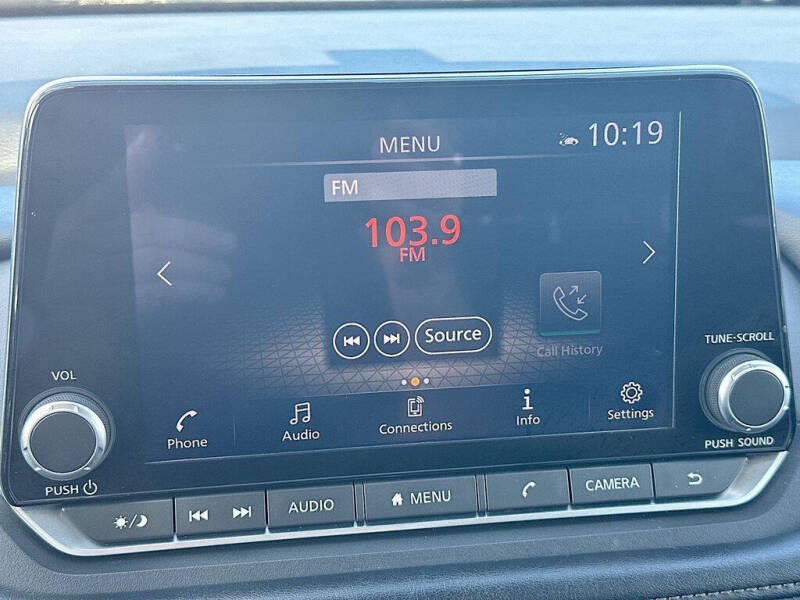 MENU
10:19
FM
103.9
FM
Source
Call History
Phone
Audio
Connections
Info
Settings
VOL
PUSH
TUNE·SCROLL
PUSH SOUND
AUDIO
MENU
CAMERA